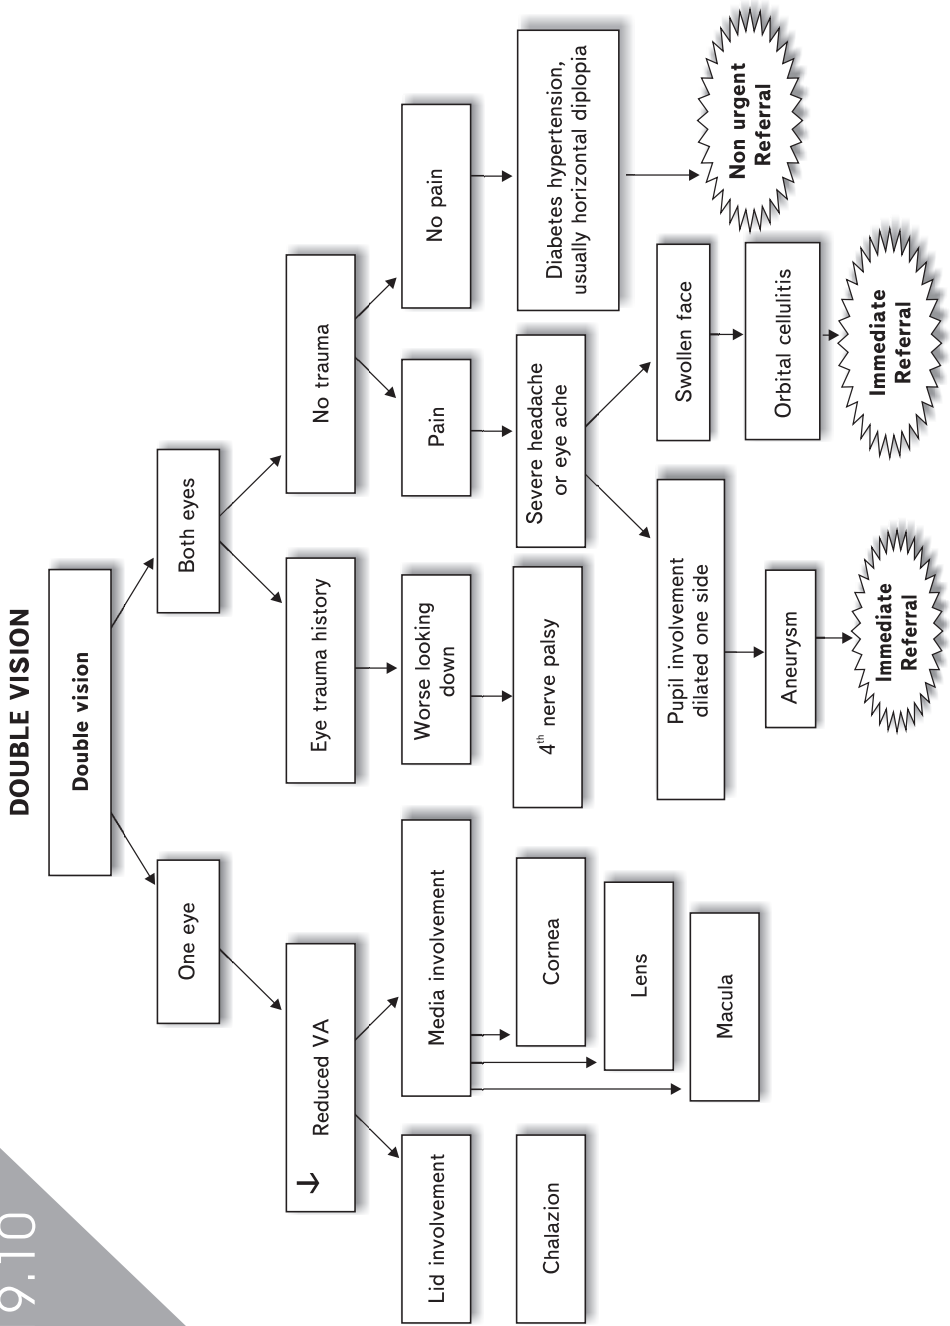 9.10
DOUBLE VISION
Double vision
One eye
Both eyes
Reduced VA
Eye trauma history
No trauma
Lid involvement
Media involvement
Worse looking
down
Pain
No pain
Chalazion
Cornea
Lens
Macula
4th nerve palsy
Severe headache
or eye ache
Diabetes hypertension,
usually horizontal diplopia
Pupil involvement
dilated one side
Swollen face
Non urgent
Referral
Aneurysm
Orbital cellulitis
Immediate
Referral
Immediate
Referral